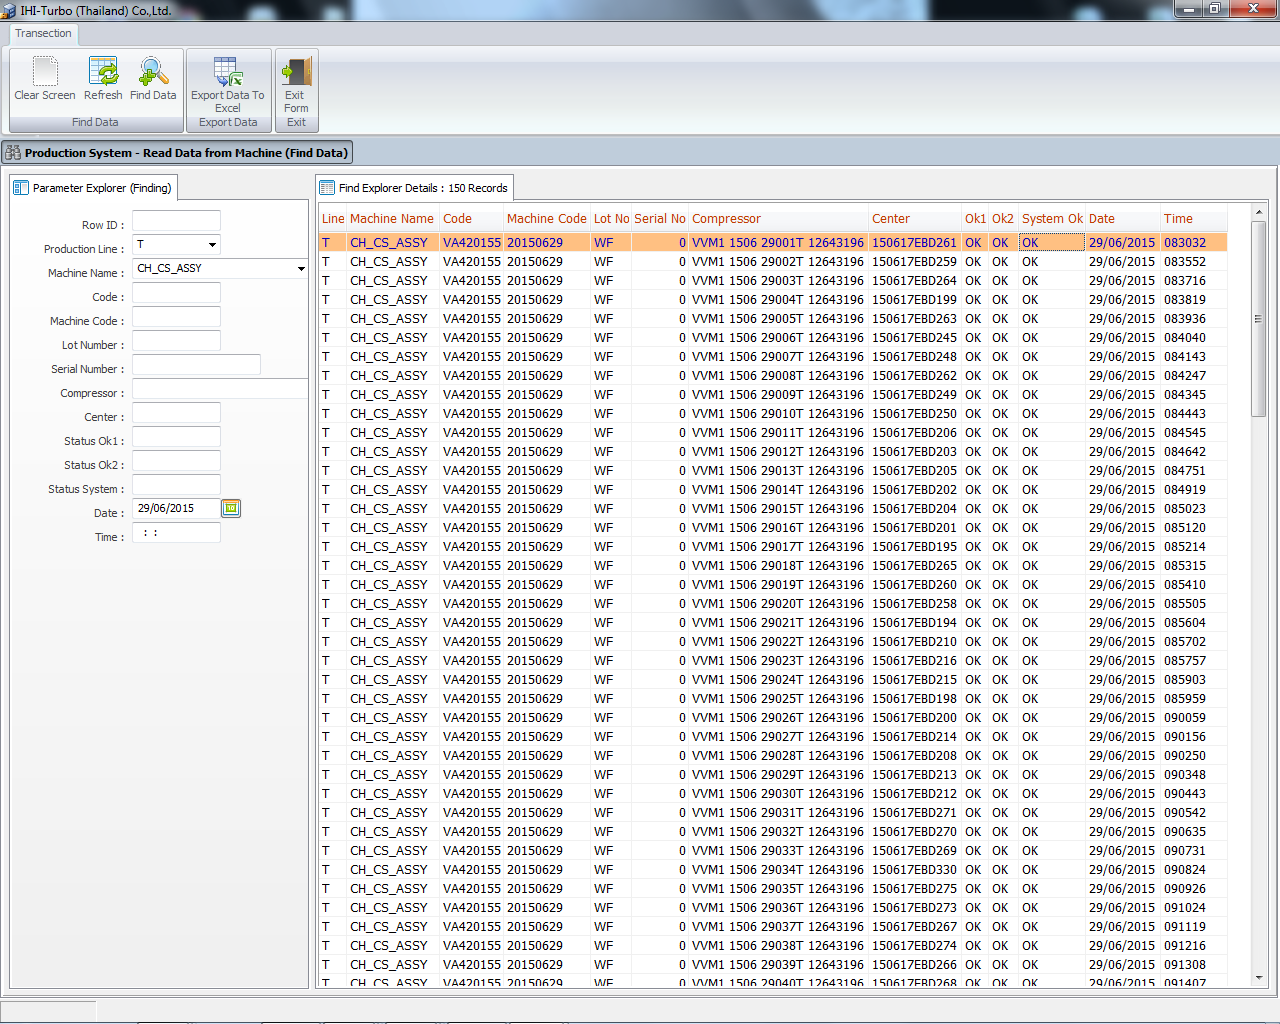 IHI-Turbo (Thailand) Co.,Ltd.
Transection
Clear Screen Refresh Find Data Export Data To Excel Exit Form
Find Data Export Data Exit
Production System - Read Data from Machine (Find Data)
Parameter Explorer (Finding)
Row ID :
Production Line : T
Machine Name : CH_CS_ASSY
Code :
Machine Code :
Lot Number :
Serial Number :
Compressor :
Center :
Status Ok1 :
Status Ok2 :
Status System :
Date : 29/06/2015
Time : : :
Find Explorer Details : 150 Records
Line Machine Name Code Machine Code Lot No Serial No Compressor Center Ok1 Ok2 System Ok Date Time
T CH_CS_ASSY VA420155 20150629 WF 0 VVM1 1506 29001T 12643196 150617EBD261 OK OK OK 29/06/2015 083032
T CH_CS_ASSY VA420155 20150629 WF 0 VVM1 1506 29002T 12643196 150617EBD259 OK OK OK 29/06/2015 083552
T CH_CS_ASSY VA420155 20150629 WF 0 VVM1 1506 29003T 12643196 150617EBD264 OK OK OK 29/06/2015 083716
T CH_CS_ASSY VA420155 20150629 WF 0 VVM1 1506 29004T 12643196 150617EBD199 OK OK OK 29/06/2015 083819
T CH_CS_ASSY VA420155 20150629 WF 0 VVM1 1506 29005T 12643196 150617EBD263 OK OK OK 29/06/2015 083936
T CH_CS_ASSY VA420155 20150629 WF 0 VVM1 1506 29006T 12643196 150617EBD245 OK OK OK 29/06/2015 084040
T CH_CS_ASSY VA420155 20150629 WF 0 VVM1 1506 29007T 12643196 150617EBD248 OK OK OK 29/06/2015 084143
T CH_CS_ASSY VA420155 20150629 WF 0 VVM1 1506 29008T 12643196 150617EBD262 OK OK OK 29/06/2015 084247
T CH_CS_ASSY VA420155 20150629 WF 0 VVM1 1506 29009T 12643196 150617EBD249 OK OK OK 29/06/2015 084345
T CH_CS_ASSY VA420155 20150629 WF 0 VVM1 1506 29010T 12643196 150617EBD250 OK OK OK 29/06/2015 084443
T CH_CS_ASSY VA420155 20150629 WF 0 VVM1 1506 29011T 12643196 150617EBD206 OK OK OK 29/06/2015 084545
T CH_CS_ASSY VA420155 20150629 WF 0 VVM1 1506 29012T 12643196 150617EBD203 OK OK OK 29/06/2015 084642
T CH_CS_ASSY VA420155 20150629 WF 0 VVM1 1506 29013T 12643196 150617EBD205 OK OK OK 29/06/2015 084751
T CH_CS_ASSY VA420155 20150629 WF 0 VVM1 1506 29014T 12643196 150617EBD202 OK OK OK 29/06/2015 084919
T CH_CS_ASSY VA420155 20150629 WF 0 VVM1 1506 29015T 12643196 150617EBD204 OK OK OK 29/06/2015 085023
T CH_CS_ASSY VA420155 20150629 WF 0 VVM1 1506 29016T 12643196 150617EBD201 OK OK OK 29/06/2015 085120
T CH_CS_ASSY VA420155 20150629 WF 0 VVM1 1506 29017T 12643196 150617EBD195 OK OK OK 29/06/2015 085214
T CH_CS_ASSY VA420155 20150629 WF 0 VVM1 1506 29018T 12643196 150617EBD265 OK OK OK 29/06/2015 085315
T CH_CS_ASSY VA420155 20150629 WF 0 VVM1 1506 29019T 12643196 150617EBD260 OK OK OK 29/06/2015 085410
T CH_CS_ASSY VA420155 20150629 WF 0 VVM1 1506 29020T 12643196 150617EBD258 OK OK OK 29/06/2015 085505
T CH_CS_ASSY VA420155 20150629 WF 0 VVM1 1506 29021T 12643196 150617EBD194 OK OK OK 29/06/2015 085604
T CH_CS_ASSY VA420155 20150629 WF 0 VVM1 1506 29022T 12643196 150617EBD210 OK OK OK 29/06/2015 085702
T CH_CS_ASSY VA420155 20150629 WF 0 VVM1 1506 29023T 12643196 150617EBD216 OK OK OK 29/06/2015 085757
T CH_CS_ASSY VA420155 20150629 WF 0 VVM1 1506 29024T 12643196 150617EBD215 OK OK OK 29/06/2015 085903
T CH_CS_ASSY VA420155 20150629 WF 0 VVM1 1506 29025T 12643196 150617EBD198 OK OK OK 29/06/2015 085959
T CH_CS_ASSY VA420155 20150629 WF 0 VVM1 1506 29026T 12643196 150617EBD200 OK OK OK 29/06/2015 090059
T CH_CS_ASSY VA420155 20150629 WF 0 VVM1 1506 29027T 12643196 150617EBD214 OK OK OK 29/06/2015 090156
T CH_CS_ASSY VA420155 20150629 WF 0 VVM1 1506 29028T 12643196 150617EBD208 OK OK OK 29/06/2015 090250
T CH_CS_ASSY VA420155 20150629 WF 0 VVM1 1506 29029T 12643196 150617EBD213 OK OK OK 29/06/2015 090348
T CH_CS_ASSY VA420155 20150629 WF 0 VVM1 1506 29030T 12643196 150617EBD212 OK OK OK 29/06/2015 090443
T CH_CS_ASSY VA420155 20150629 WF 0 VVM1 1506 29031T 12643196 150617EBD271 OK OK OK 29/06/2015 090542
T CH_CS_ASSY VA420155 20150629 WF 0 VVM1 1506 29032T 12643196 150617EBD270 OK OK OK 29/06/2015 090635
T CH_CS_ASSY VA420155 20150629 WF 0 VVM1 1506 29033T 12643196 150617EBD269 OK OK OK 29/06/2015 090731
T CH_CS_ASSY VA420155 20150629 WF 0 VVM1 1506 29034T 12643196 150617EBD330 OK OK OK 29/06/2015 090824
T CH_CS_ASSY VA420155 20150629 WF 0 VVM1 1506 29035T 12643196 150617EBD275 OK OK OK 29/06/2015 090926
T CH_CS_ASSY VA420155 20150629 WF 0 VVM1 1506 29036T 12643196 150617EBD273 OK OK OK 29/06/2015 091024
T CH_CS_ASSY VA420155 20150629 WF 0 VVM1 1506 29037T 12643196 150617EBD267 OK OK OK 29/06/2015 091119
T CH_CS_ASSY VA420155 20150629 WF 0 VVM1 1506 29038T 12643196 150617EBD274 OK OK OK 29/06/2015 091216
T CH_CS_ASSY VA420155 20150629 WF 0 VVM1 1506 29039T 12643196 150617EBD266 OK OK OK 29/06/2015 091308
T CH_CS_ASSY VA420155 20150629 WF 0 VVM1 1506 29040T 12643196 150617EBD268 OK OK OK 29/06/2015 091407